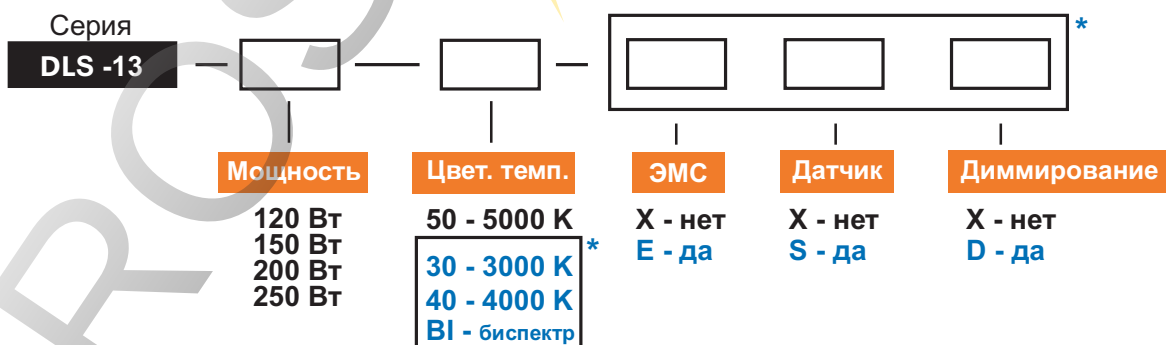 Серия
*
DLS -13
Мощность
Цвет. темп.
ЭМС
Датчик
Диммирование
120 Вт
150 Вт
200 Вт
250 Вт
50 - 5000 K
*
30 - 3000 K
40 - 4000 K
BI - биспектр
X - нет
E - да
X - нет
S - да
X - нет
D - да